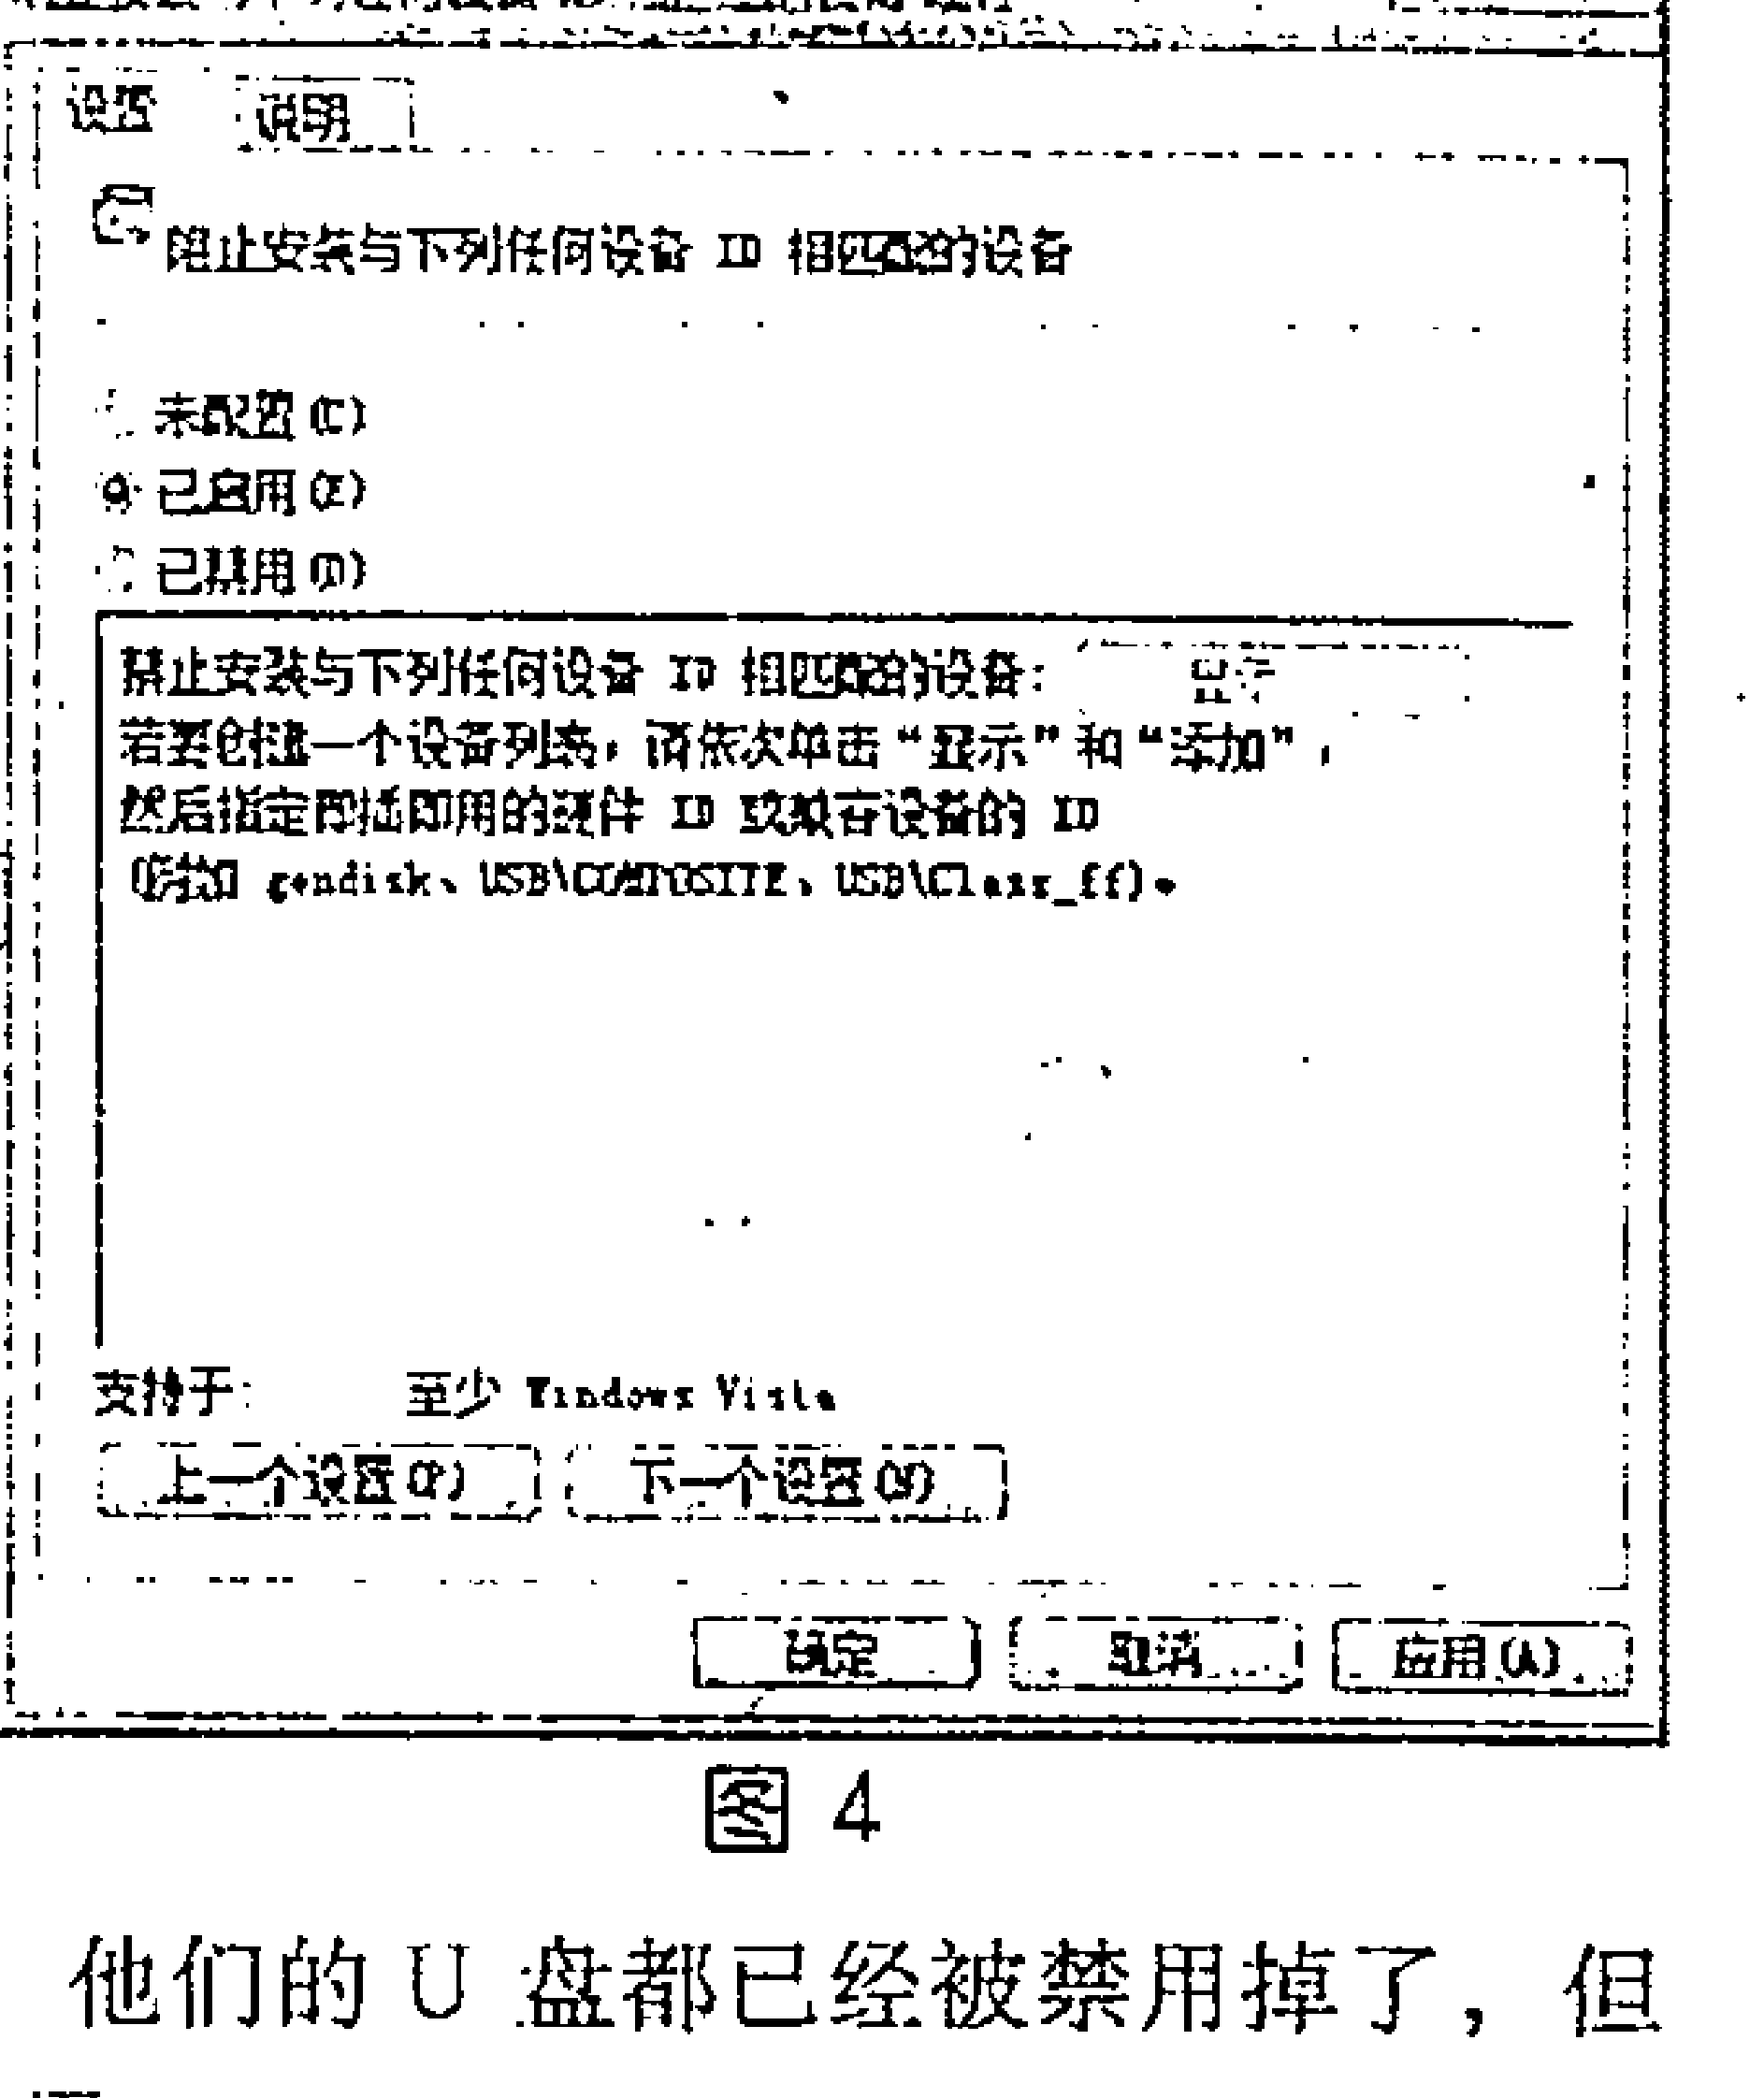 设置 说明
阻止安装与下列任何设备 ID 相匹配的设备
未配置(C)
已启用(E)
已禁用(D)
禁止安装与下列任何设备 ID 相匹配的设备: 显示
若要创建一个设备列表，请依次单击“显示”和“添加”，
然后指定即插即用的硬件 ID 或兼容设备的 ID
(例如 gendisk、USB\COMPOSITE、USB\Class_ff)。
支持于: 至少 Windows Vista
上一个设置(P) 下一个设置(N)
确定 取消 应用(A)
图 4
他们的 U 盘都已经被禁用掉了，但